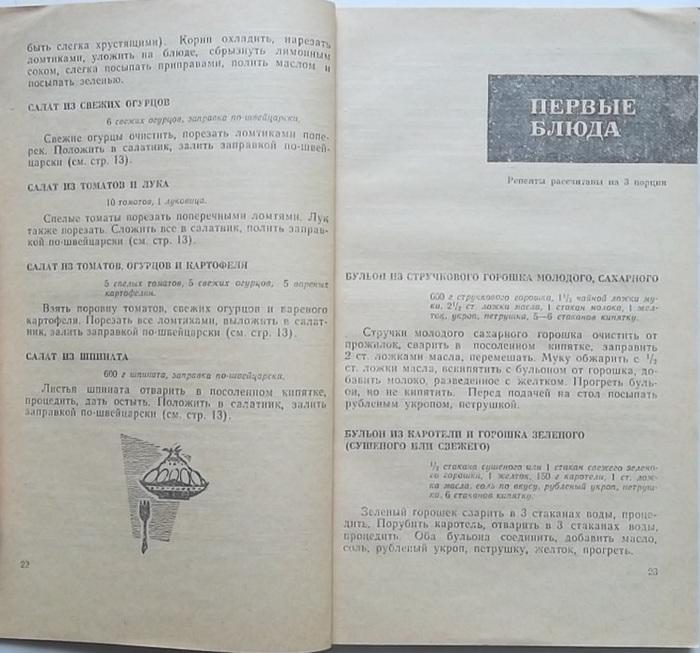 быть слегка хрустящими). Корни охладить, нарезать
ломтиками, уложить на блюде, сбрызнуть лимонным
соком, слегка посыпать приправами, полить маслом и
посыпать зеленью.
САЛАТ ИЗ СВЕЖИХ ОГУРЦОВ
6 свежих огурцов, заправка по-швейцарски.
Свежие огурцы очистить, порезать ломтиками попе-
рек. Положить в салатник, залить заправкой по-швей-
царски (см. стр. 13).
САЛАТ ИЗ ТОМАТОВ И ЛУКА
10 томатов, 1 луковица.
Спелые томаты порезать поперечными ломтями. Лук
также порезать. Сложить все в салатник, полить заправ-
кой по-швейцарски (см. стр. 13).
САЛАТ ИЗ ТОМАТОВ, ОГУРЦОВ И КАРТОФЕЛЯ
5 спелых томатов, 5 свежих огурцов, 5 вареных
картофелин.
Взять поровну томатов, свежих огурцов и вареного
картофеля. Порезать все ломтиками, выложить в салат-
ник, залить заправкой по-швейцарски (см. стр. 13).
САЛАТ ИЗ ШПИНАТА
600 г шпината, заправка по-швейцарски.
Листья шпината отварить в посоленном кипятке,
процедить, дать остыть. Положить в салатник, залить
заправкой по-швейцарски (см. стр. 13).
22
ПЕРВЫЕ
БЛЮДА
Рецепты рассчитаны на 3 порции
БУЛЬОН ИЗ СТРУЧКОВОГО ГОРОШКА МОЛОДОГО, САХАРНОГО
600 г стручкового горошка, 1½ чайной ложки му-
ки, 2½ ст. ложки масла, 1 стакан молока, 1 жел-
ток, укроп, петрушка, 5—6 стаканов кипятку.
Стручки молодого сахарного горошка очистить от
прожилок, сварить в посоленном кипятке, заправить
2 ст. ложками масла, перемешать. Муку обжарить с ½
ст. ложки масла, вскипятить с бульоном от горошка, до-
бавить молоко, разведенное с желтком. Прогреть буль-
он, но не кипятить. Перед подачей на стол посыпать
рубленым укропом, петрушкой.
БУЛЬОН ИЗ КАРОТЕЛИ И ГОРОШКА ЗЕЛЕНОГО
(СУШЕНОГО ИЛИ СВЕЖЕГО)
½ стакана сушеного или 1 стакан свежего зелено-
го горошка, 1 желток, 150 г каротели, 1 ст. лож-
ка масла, соль по вкусу, рубленый укроп, петруш-
ка, 6 стаканов кипятку.
Зеленый горошек сварить в 3 стаканах воды, проце-
дить. Порубить каротель, отварить в 3 стаканах воды,
процедить. Оба бульона соединить, добавить масло,
соль, рубленый укроп, петрушку, желток, прогреть.
23